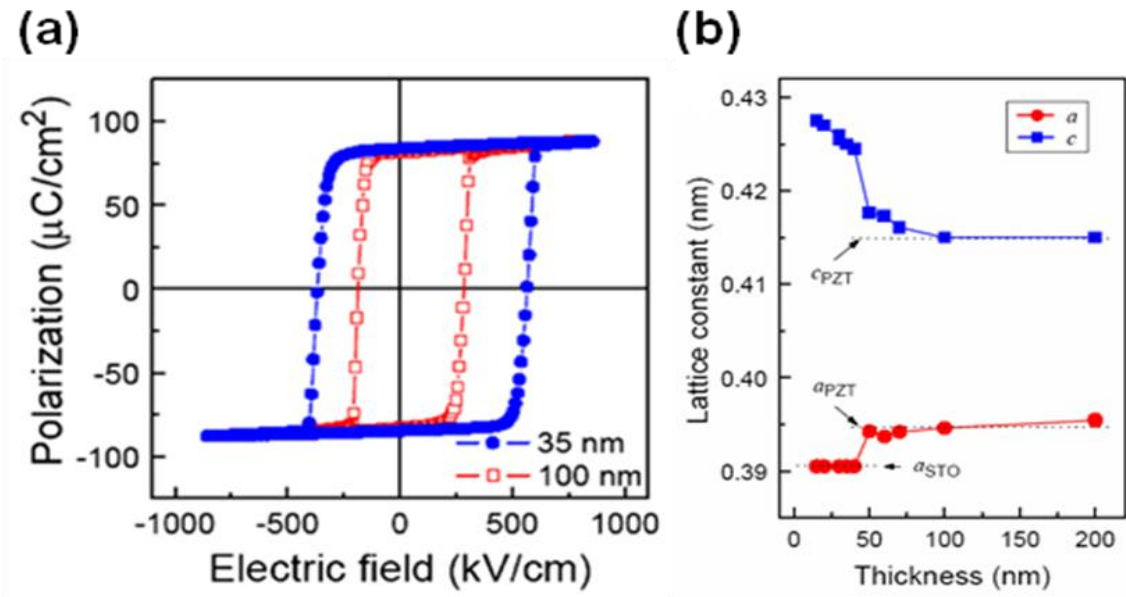 (a)
(b)
Polarization (μC/cm²)
100
50
0
-50
-100
35 nm
100 nm
-1000
-500
0
500
1000
Electric field (kV/cm)
Lattice constant (nm)
0.43
0.42
0.41
0.40
0.39
a
c
cPZT
aPZT
aSTO
0
50
100
150
200
Thickness (nm)